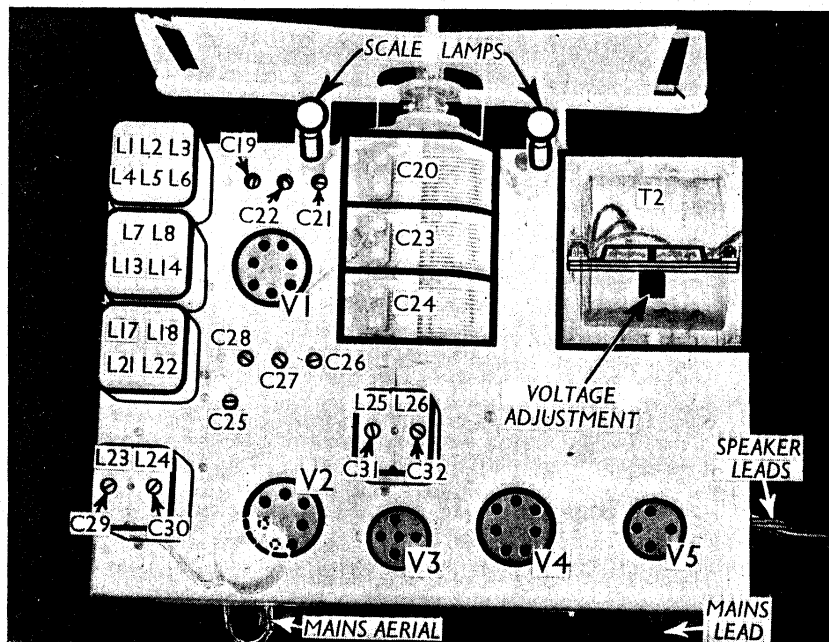 SCALE LAMPS
L1 L2 L3
L4 L5 L6
C19
C22
C21
C20
T2
L7 L8
L13 L14
C23
V1
C24
L17 L18
L21 L22
C28
C27
C26
C25
VOLTAGE
ADJUSTMENT
L25 L26
C31
C32
SPEAKER
LEADS
L23 L24
C29
C30
V2
V3
V4
V5
MAINS AERIAL
MAINS
LEAD